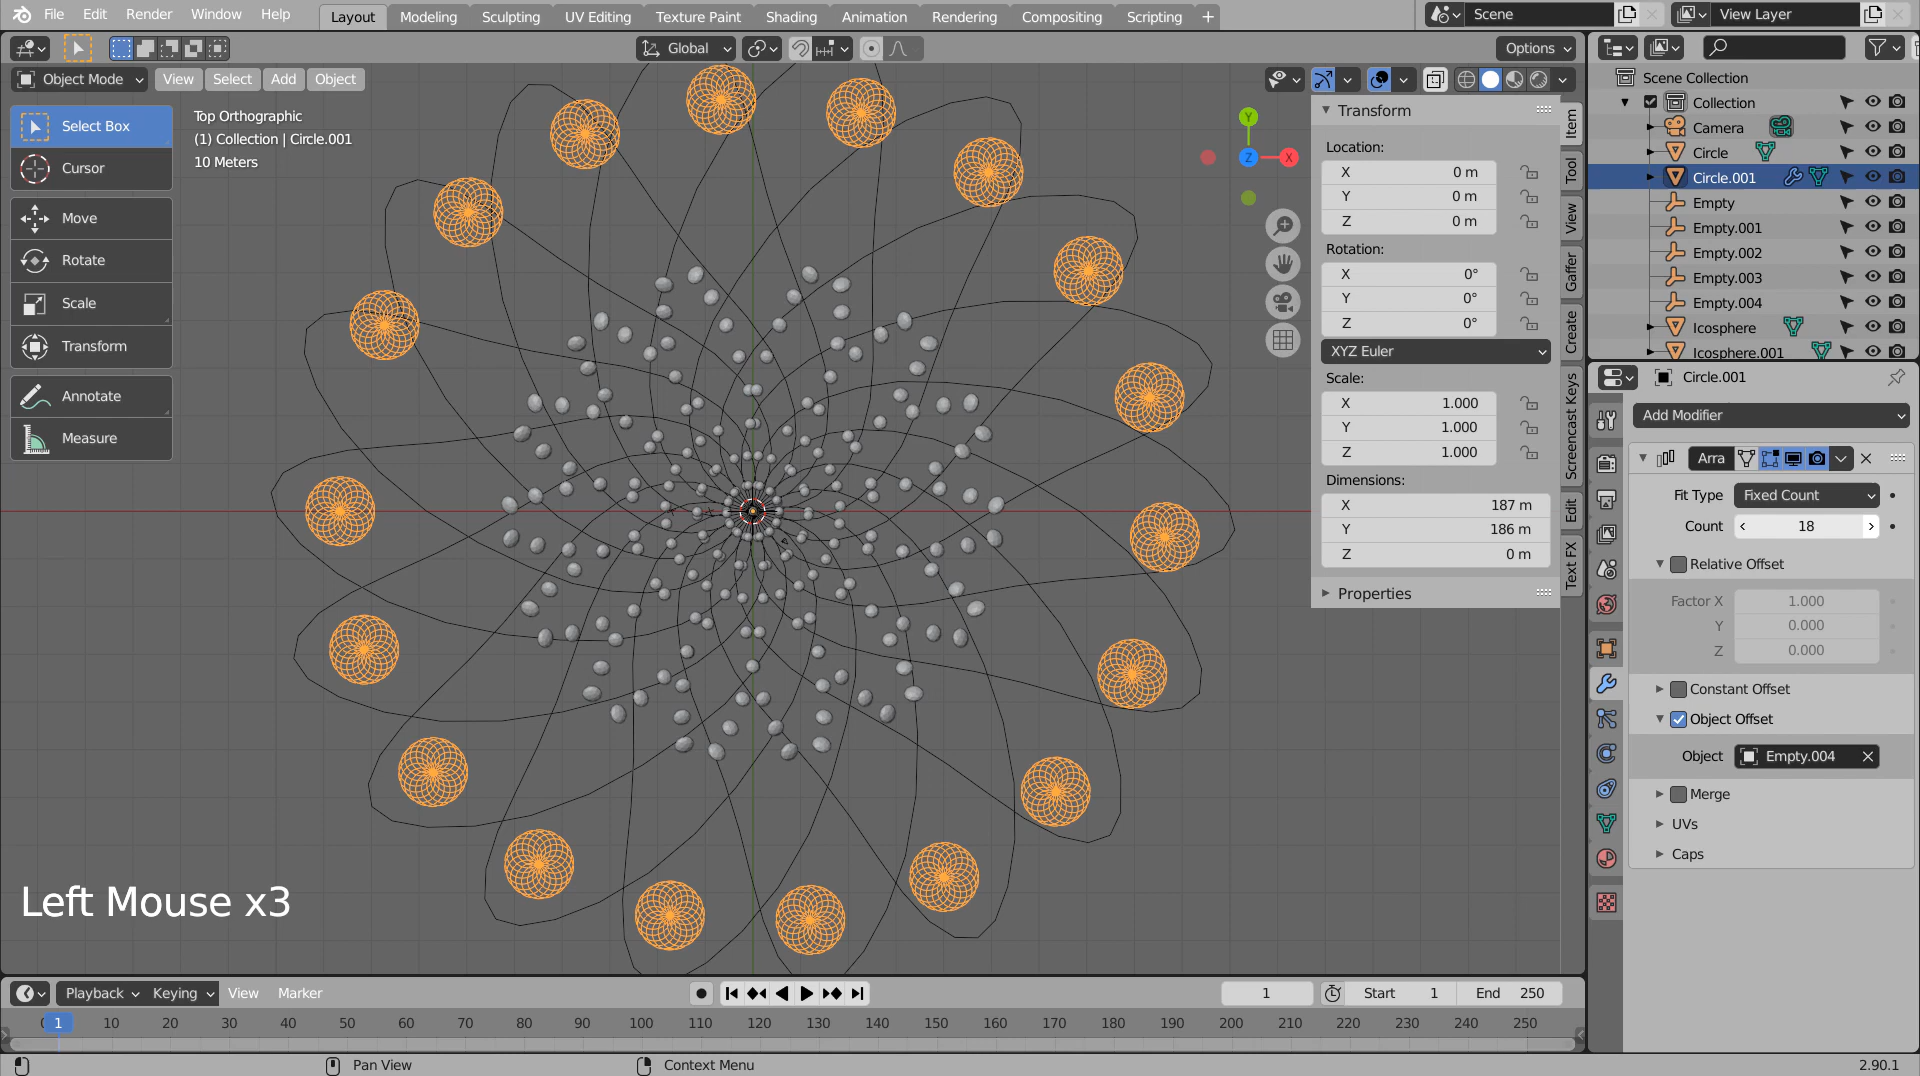 File Edit Render Window Help Layout Modeling Sculpting UV Editing Texture Paint Shading Animation Rendering Compositing Scripting + Scene View Layer
Global Options
Object Mode View Select Add Object
Select Box
Cursor
Move
Rotate
Scale
Transform
Annotate
Measure
Top Orthographic
(1) Collection | Circle.001
10 Meters
Y
Z
X
Transform
Location:
X 0 m
Y 0 m
Z 0 m
Rotation:
X 0°
Y 0°
Z 0°
XYZ Euler
Scale:
X 1.000
Y 1.000
Z 1.000
Dimensions:
X 187 m
Y 186 m
Z 0 m
Properties
Item
Tool
View
Gaffer
Create
Screencast Keys
Edit
Text FX
Scene Collection
Collection
Camera
Circle
Circle.001
Empty
Empty.001
Empty.002
Empty.003
Empty.004
Icosphere
Icosphere.001
Circle.001
Add Modifier
Arra
Fit Type Fixed Count
Count 18
Relative Offset
Factor X 1.000
Y 0.000
Z 0.000
Constant Offset
Object Offset
Object Empty.004
Merge
UVs
Caps
Left Mouse x3
Playback Keying View Marker 1 Start 1 End 250
0 1 10 20 30 40 50 60 70 80 90 100 110 120 130 140 150 160 170 180 190 200 210 220 230 240 250
Pan View Context Menu 2.90.1